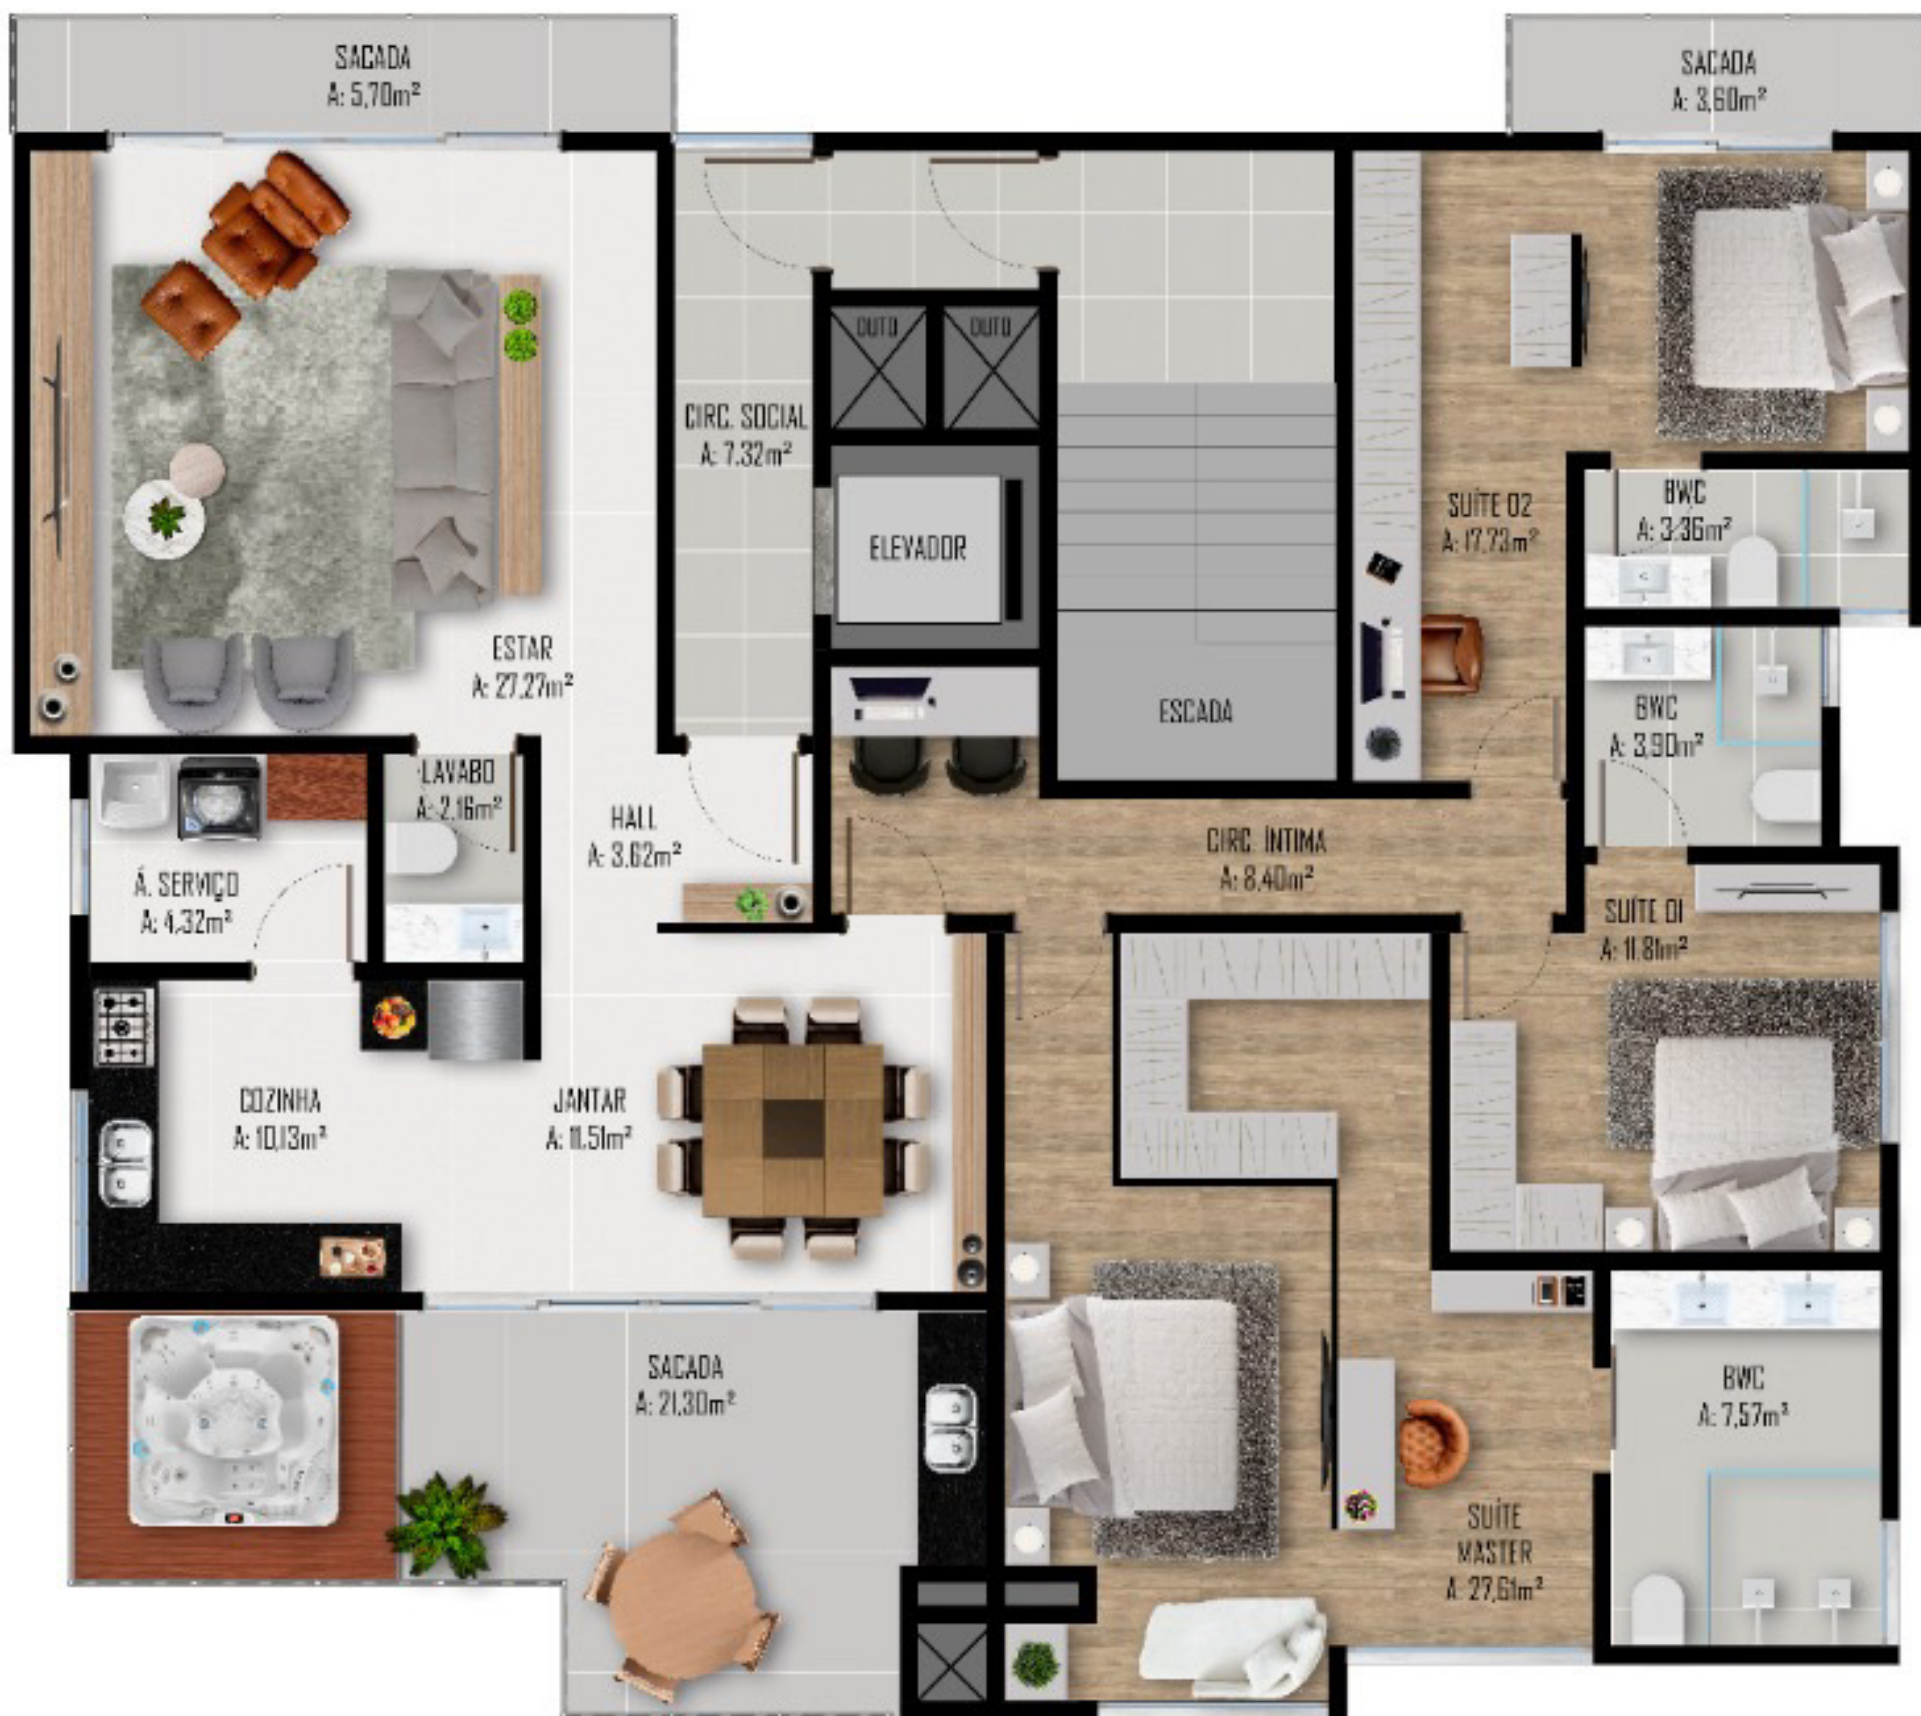 SACADA
A: 5,70m²
SACADA
A: 3,60m²
DUTO
DUTO
CIRC. SOCIAL
A: 7.32m²
ELEVADOR
SUÍTE 02
A: 17,73m²
BWC
A: 3,36m²
ESTAR
A: 27,27m²
ESCADA
BWC
A: 3,90m²
LAVABO
A: 2,16m²
HALL
A: 3,62m²
CIRC. ÍNTIMA
A: 8,40m²
Á. SERVIÇO
A: 4,32m²
SUÍTE 01
A: 11,81m²
COZINHA
A: 10,13m²
JANTAR
A: 11,51m²
SACADA
A: 21,30m²
BWC
A: 7,57m²
SUÍTE
MASTER
A: 27,61m²